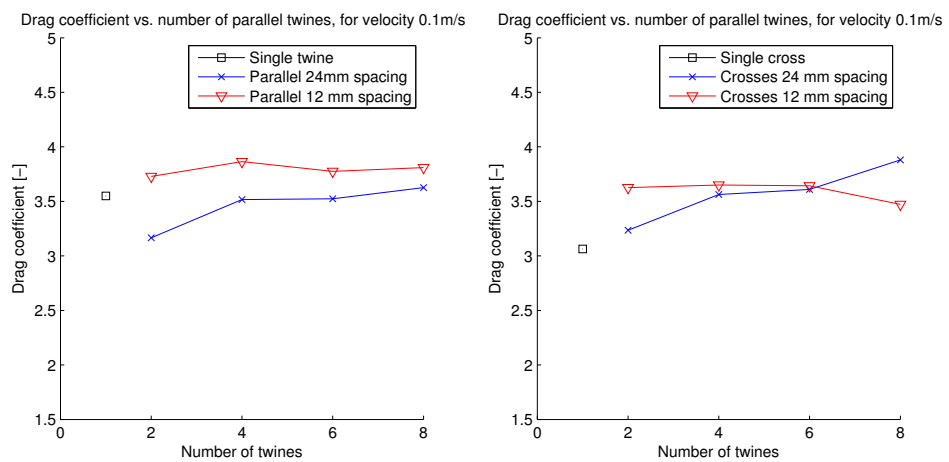 Drag coefficient vs. number of parallel twines, for velocity 0.1m/s
5
4.5
4
3.5
3
2.5
2
1.5
0
2
4
6
8
Drag coefficient [−]
Number of twines
Single twine
Parallel 24mm spacing
Parallel 12 mm spacing
Drag coefficient vs. number of parallel twines, for velocity 0.1m/s
5
4.5
4
3.5
3
2.5
2
1.5
0
2
4
6
8
Drag coefficient [−]
Number of twines
Single cross
Crosses 24 mm spacing
Crosses 12 mm spacing